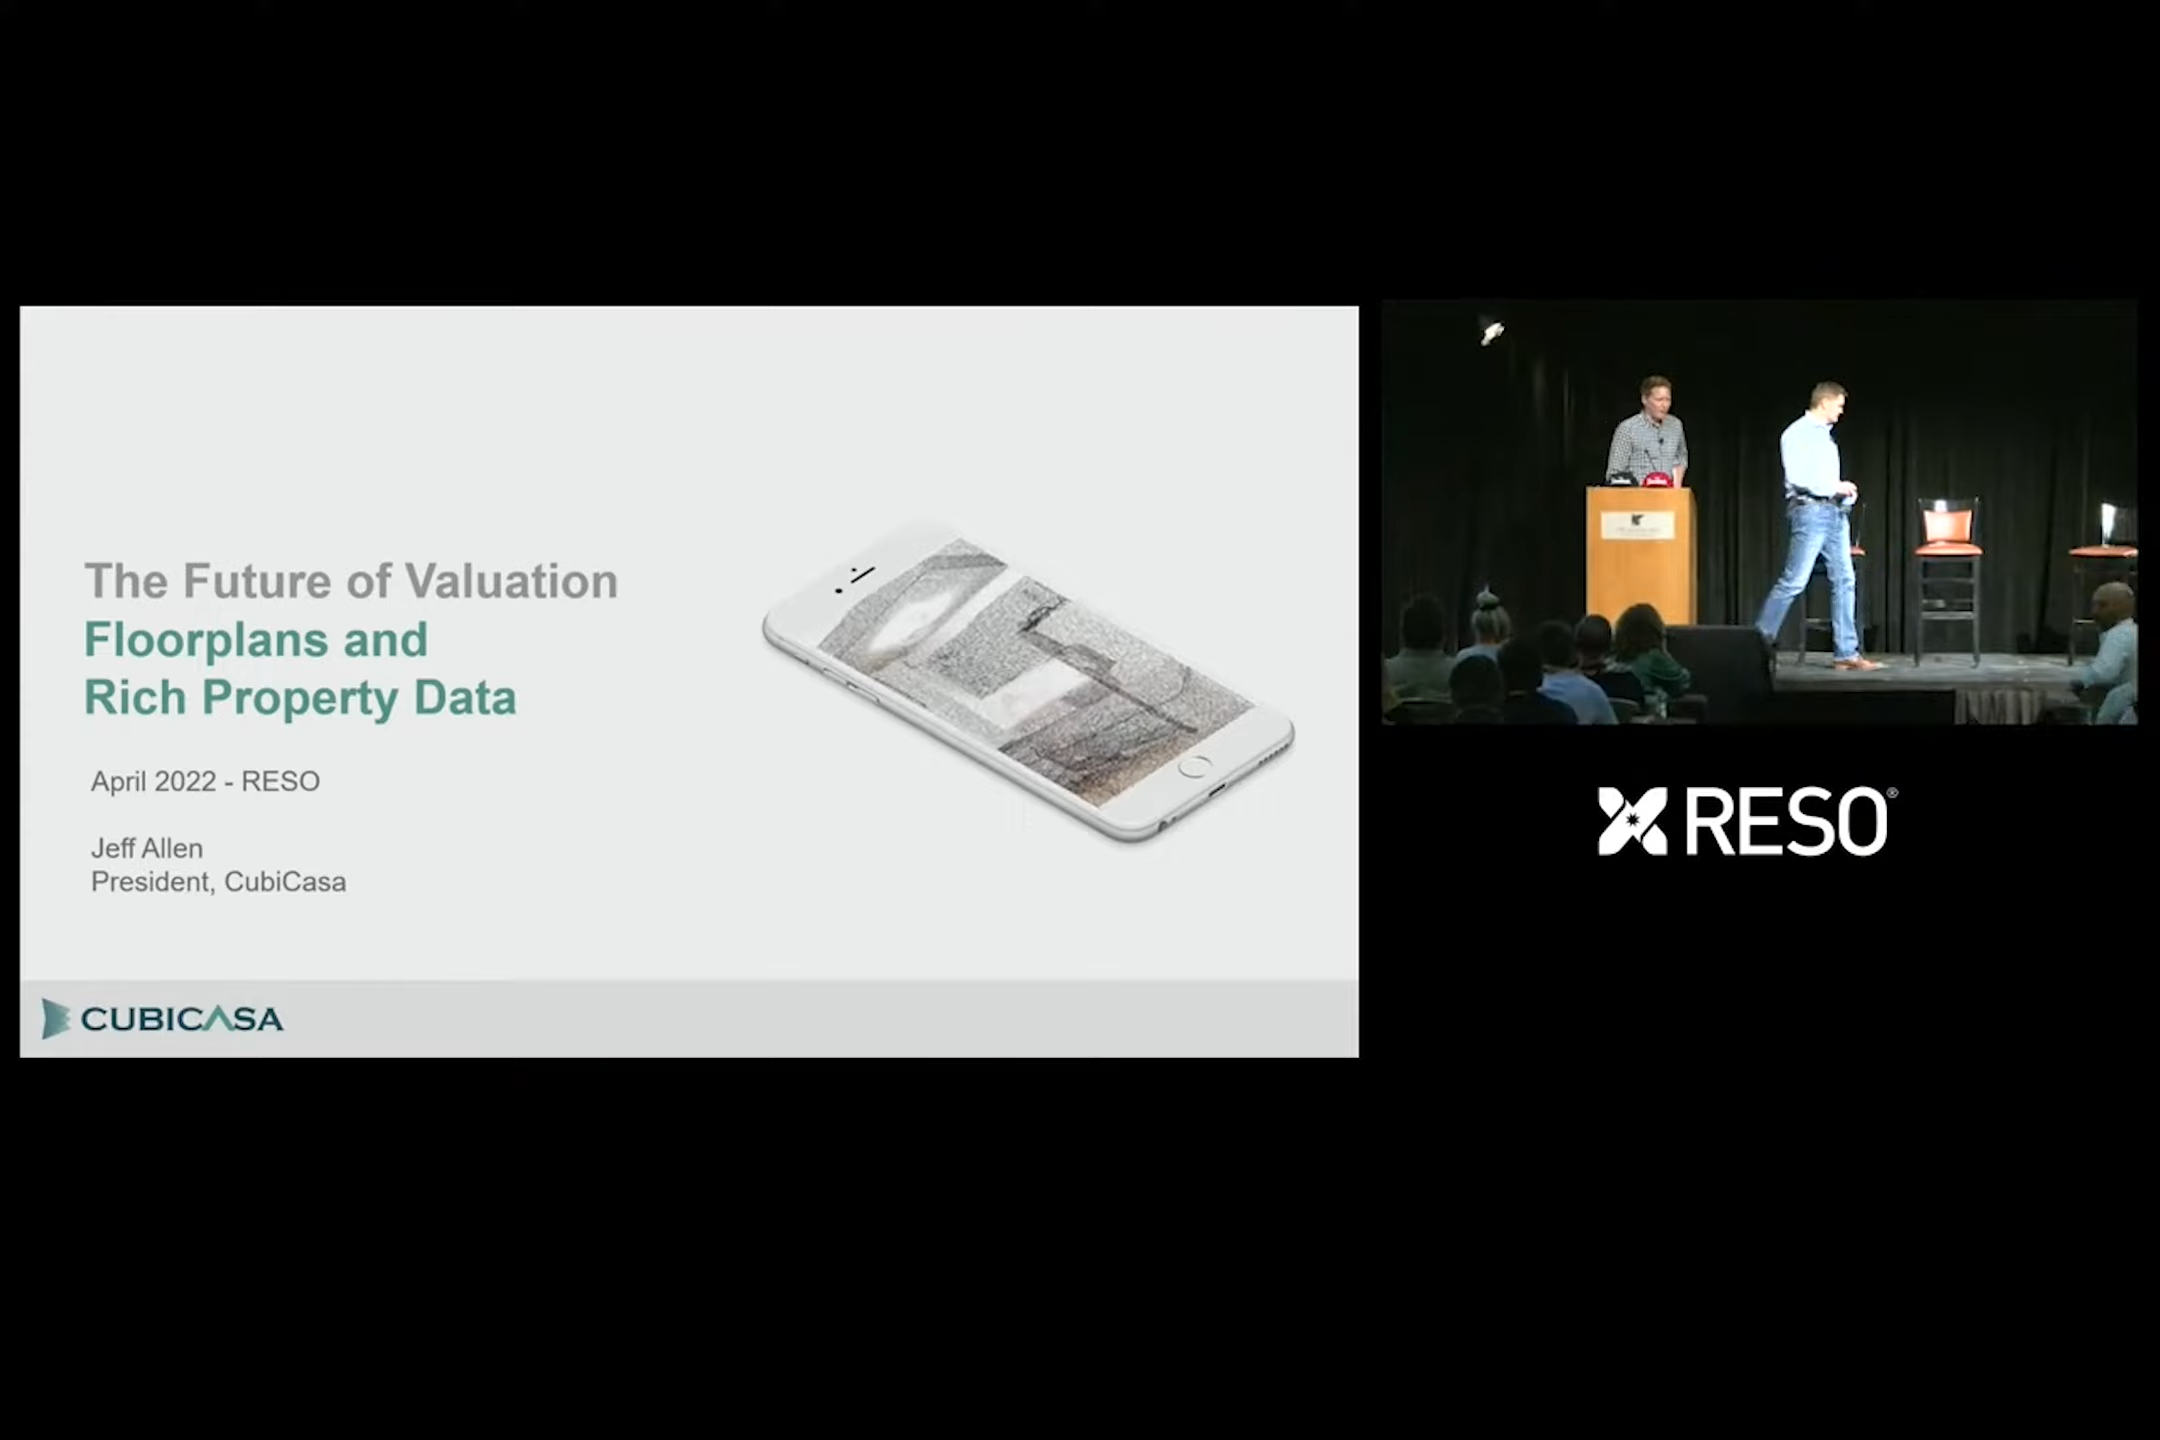 The Future of Valuation
Floorplans and
Rich Property Data
April 2022 - RESO
Jeff Allen
President, CubiCasa
CUBICASA
RESO®